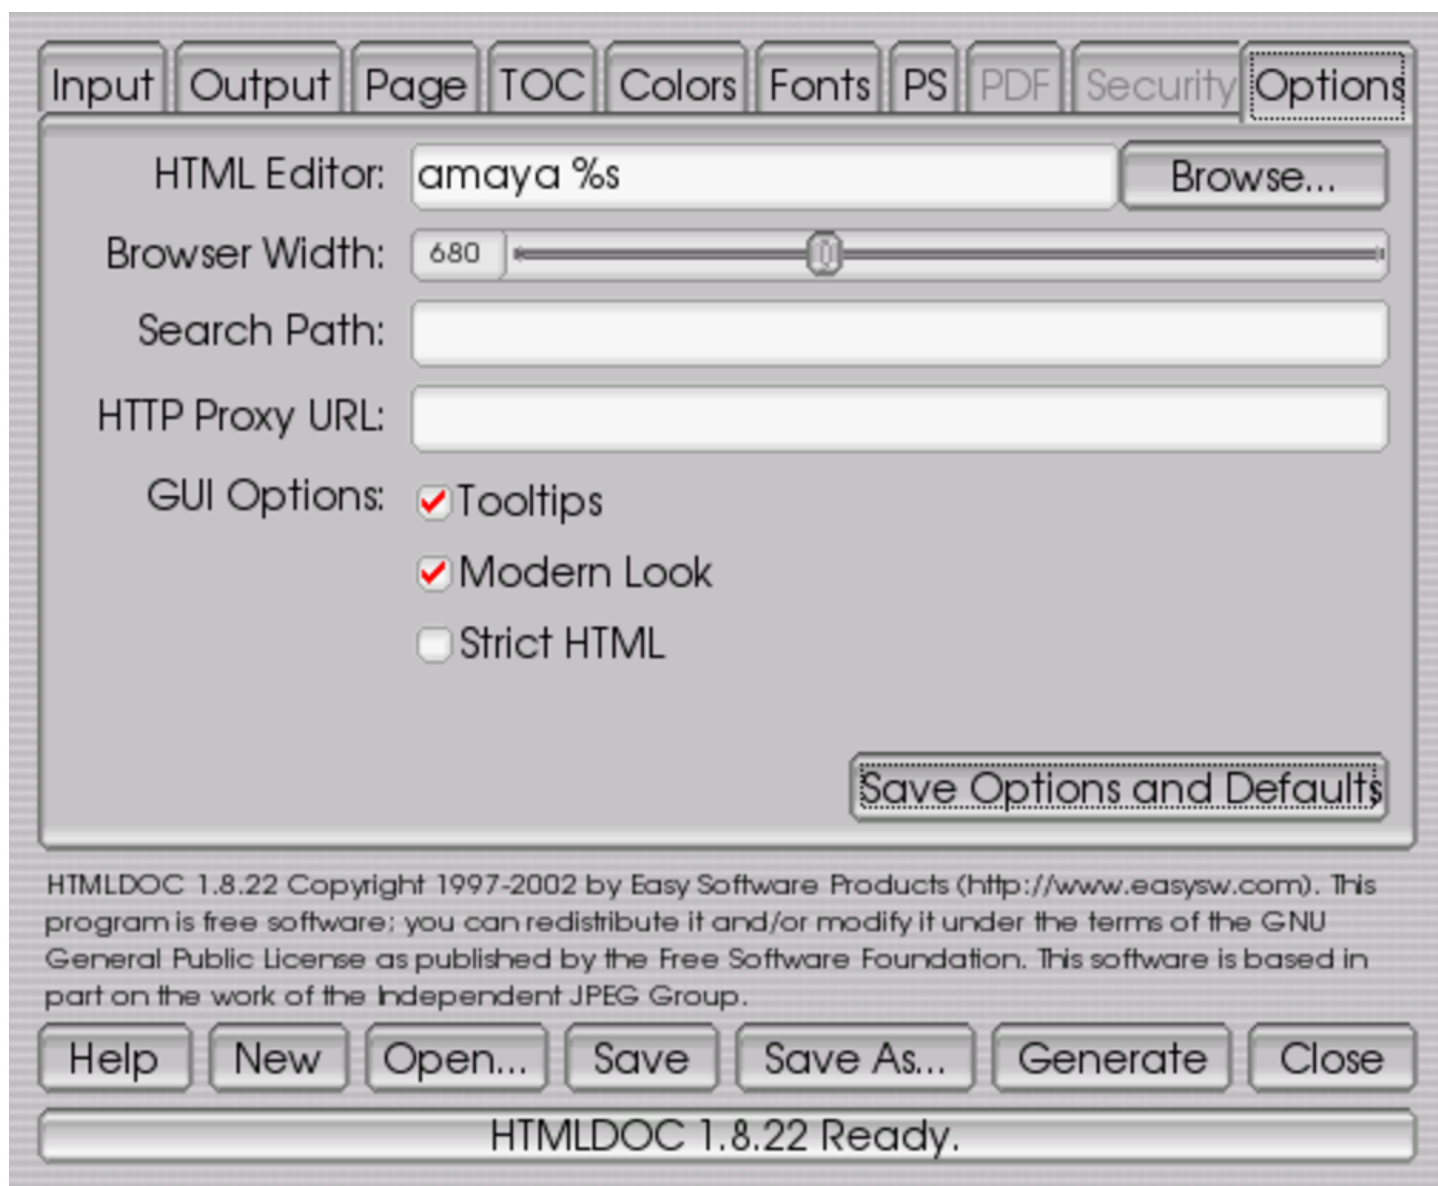 Input Output Page TOC Colors Fonts PS PDF Security Options
HTML Editor: amaya %s Browse...
Browser Width: 680
Search Path:
HTTP Proxy URL:
GUI Options: Tooltips
Modern Look
Strict HTML
Save Options and Defaults
HTMLDOC 1.8.22 Copyright 1997-2002 by Easy Software Products (http://www.easysw.com). This
program is free software; you can redistribute it and/or modify it under the terms of the GNU
General Public License as published by the Free Software Foundation. This software is based in
part on the work of the Independent JPEG Group.
Help New Open... Save Save As... Generate Close
HTMLDOC 1.8.22 Ready.